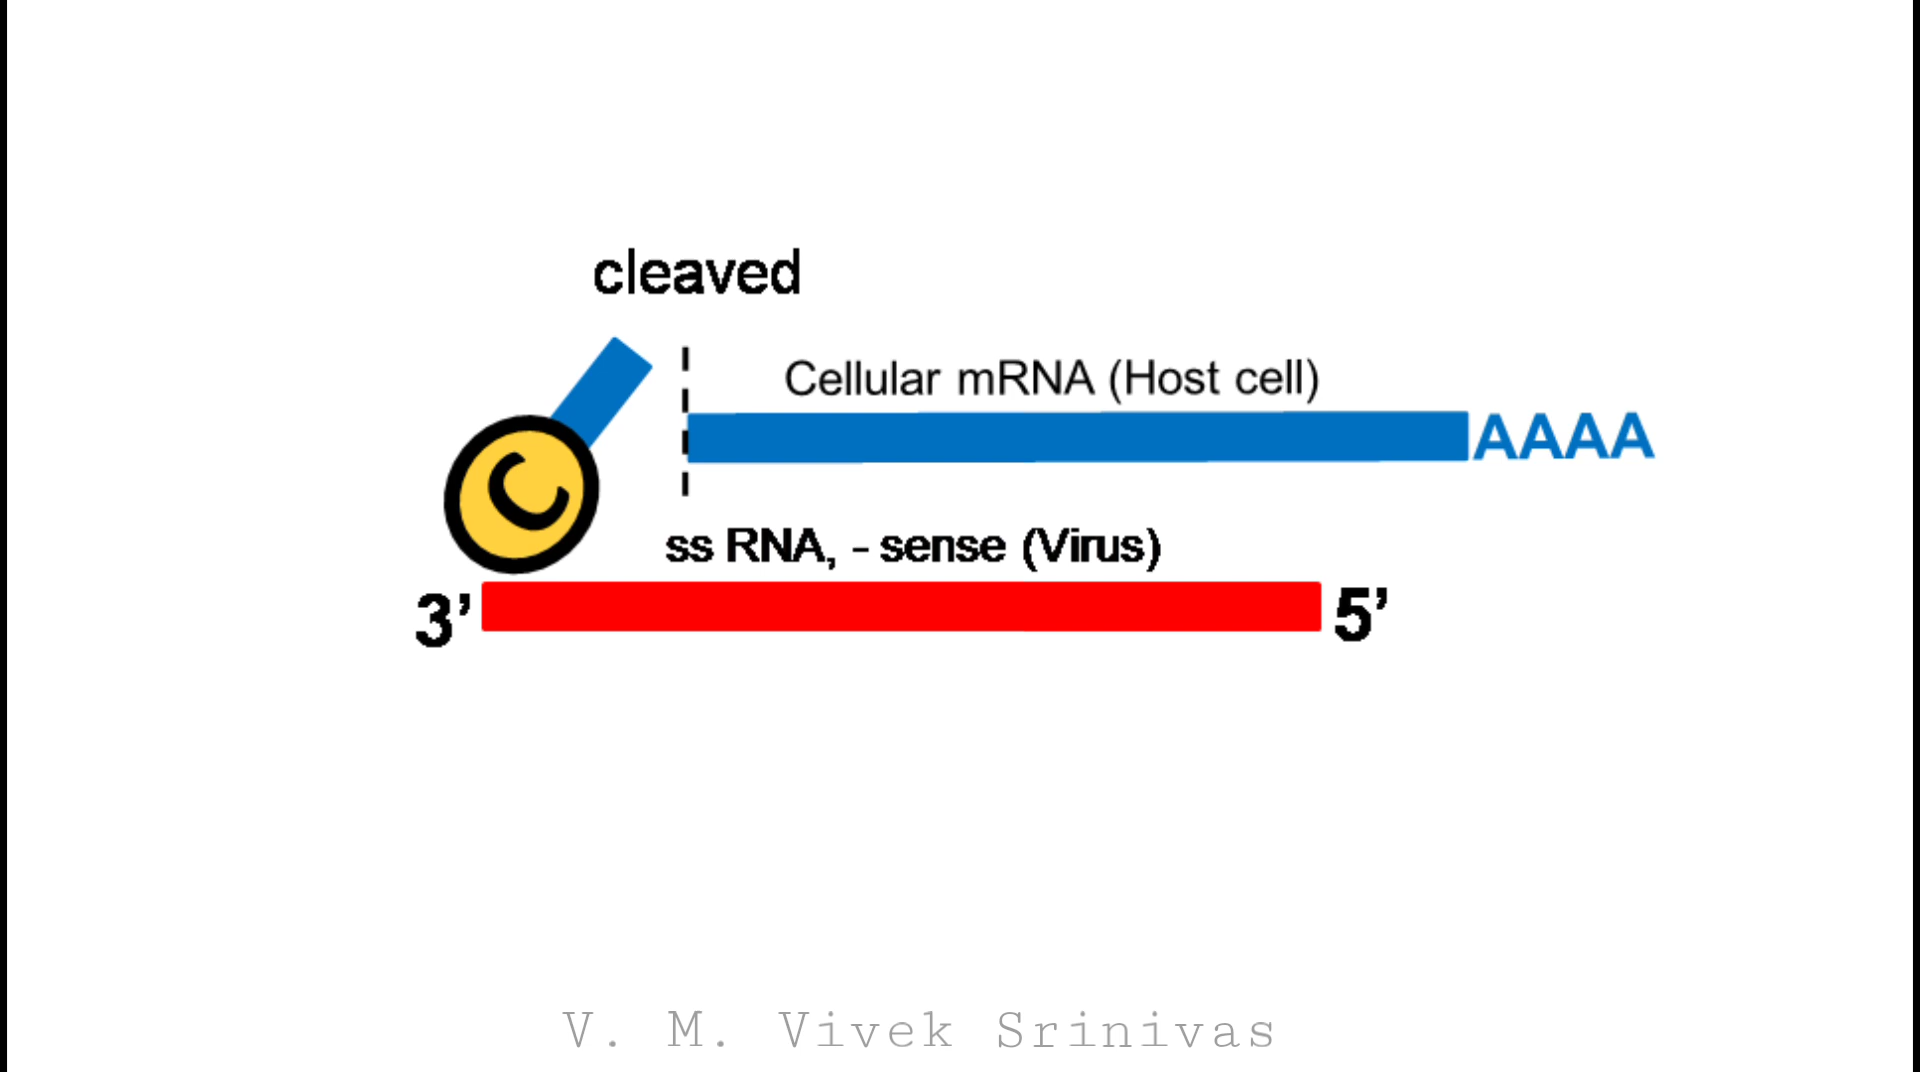 cleaved
Cellular mRNA (Host cell)
AAAA
C
ss RNA, - sense (Virus)
3’ 5’
V. M. Vivek Srinivas